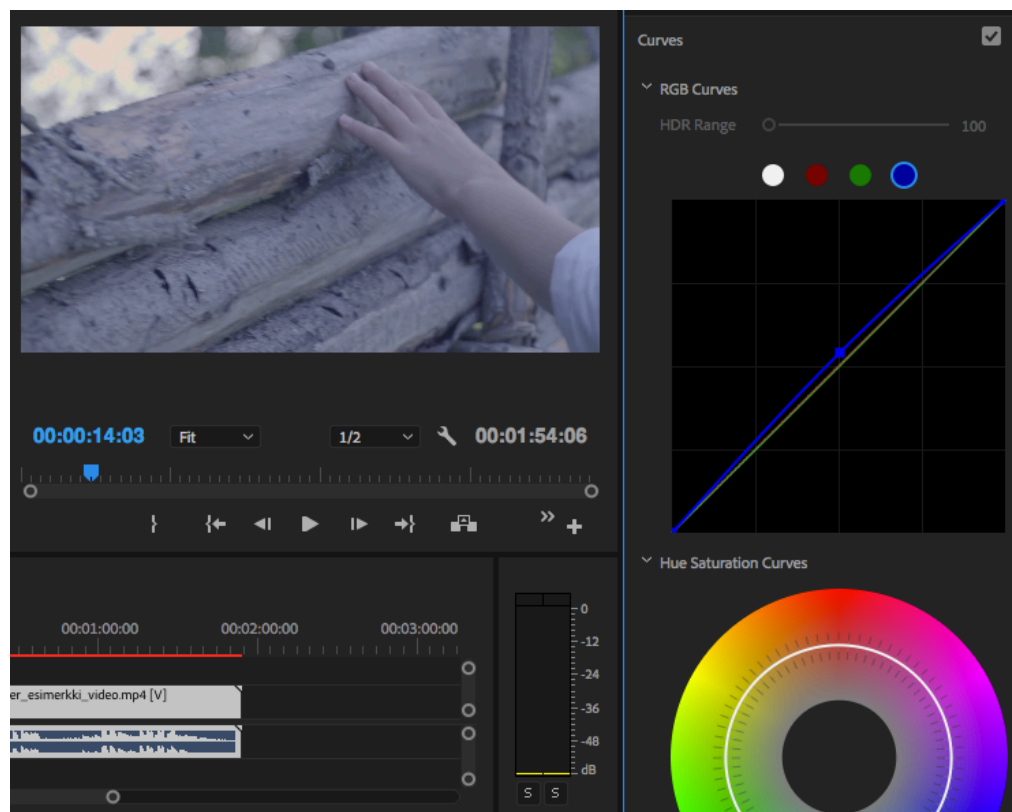 Curves
RGB Curves
HDR Range 100
00:00:14:03 Fit 1/2 00:01:54:06
Hue Saturation Curves
00:01:00:00 00:02:00:00 00:03:00:00
er_esimerkki_video.mp4 [V]
0
-12
-24
-36
-48
dB
S S